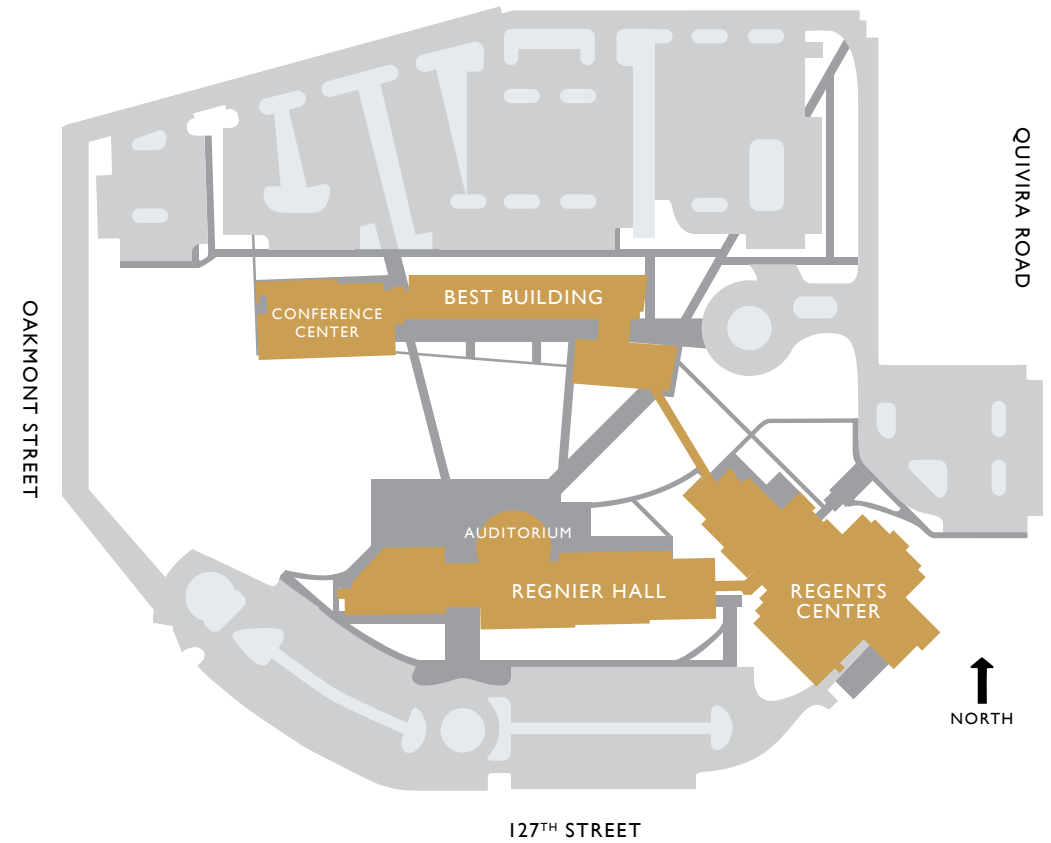 QUIVIRA ROAD
BEST BUILDING
CONFERENCE
CENTER
OAKMONT STREET
AUDITORIUM
REGNIER HALL
REGENTS
CENTER
NORTH
127TH STREET